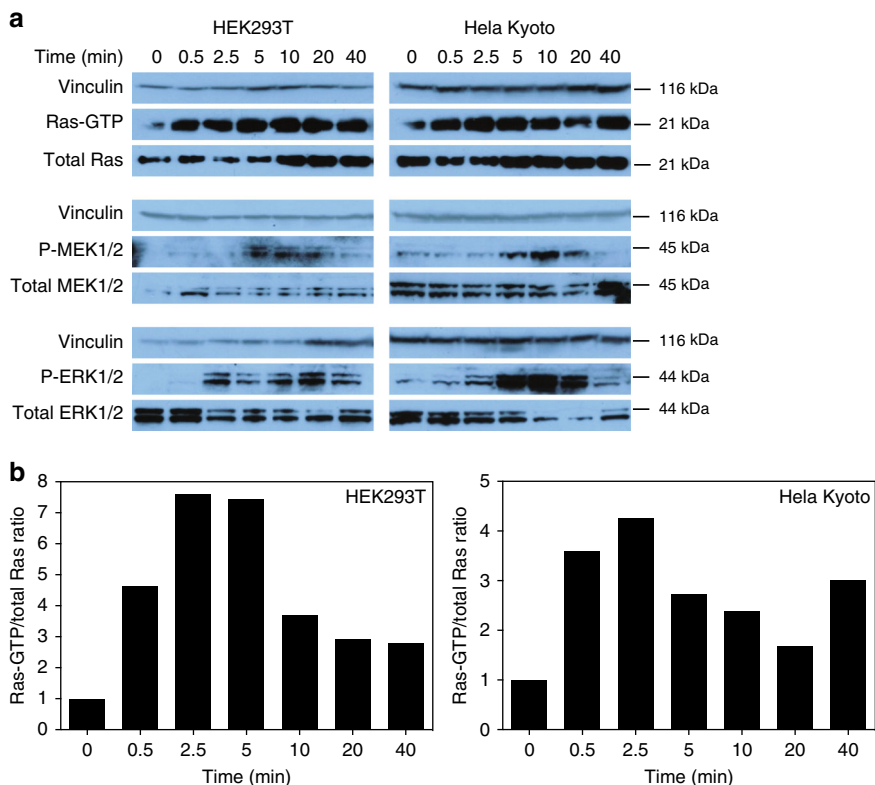 a
HEK293T Hela Kyoto
Time (min) 0 0.5 2.5 5 10 20 40 0 0.5 2.5 5 10 20 40
Vinculin 116 kDa
Ras-GTP 21 kDa
Total Ras 21 kDa
Vinculin 116 kDa
P-MEK1/2 45 kDa
Total MEK1/2 45 kDa
Vinculin 116 kDa
P-ERK1/2 44 kDa
Total ERK1/2 44 kDa
b
Ras-GTP/total Ras ratio
8
7
6
5
4
3
2
1
0
HEK293T
0 0.5 2.5 5 10 20 40
Time (min)
Ras-GTP/total Ras ratio
5
4
3
2
1
0
Hela Kyoto
0 0.5 2.5 5 10 20 40
Time (min)